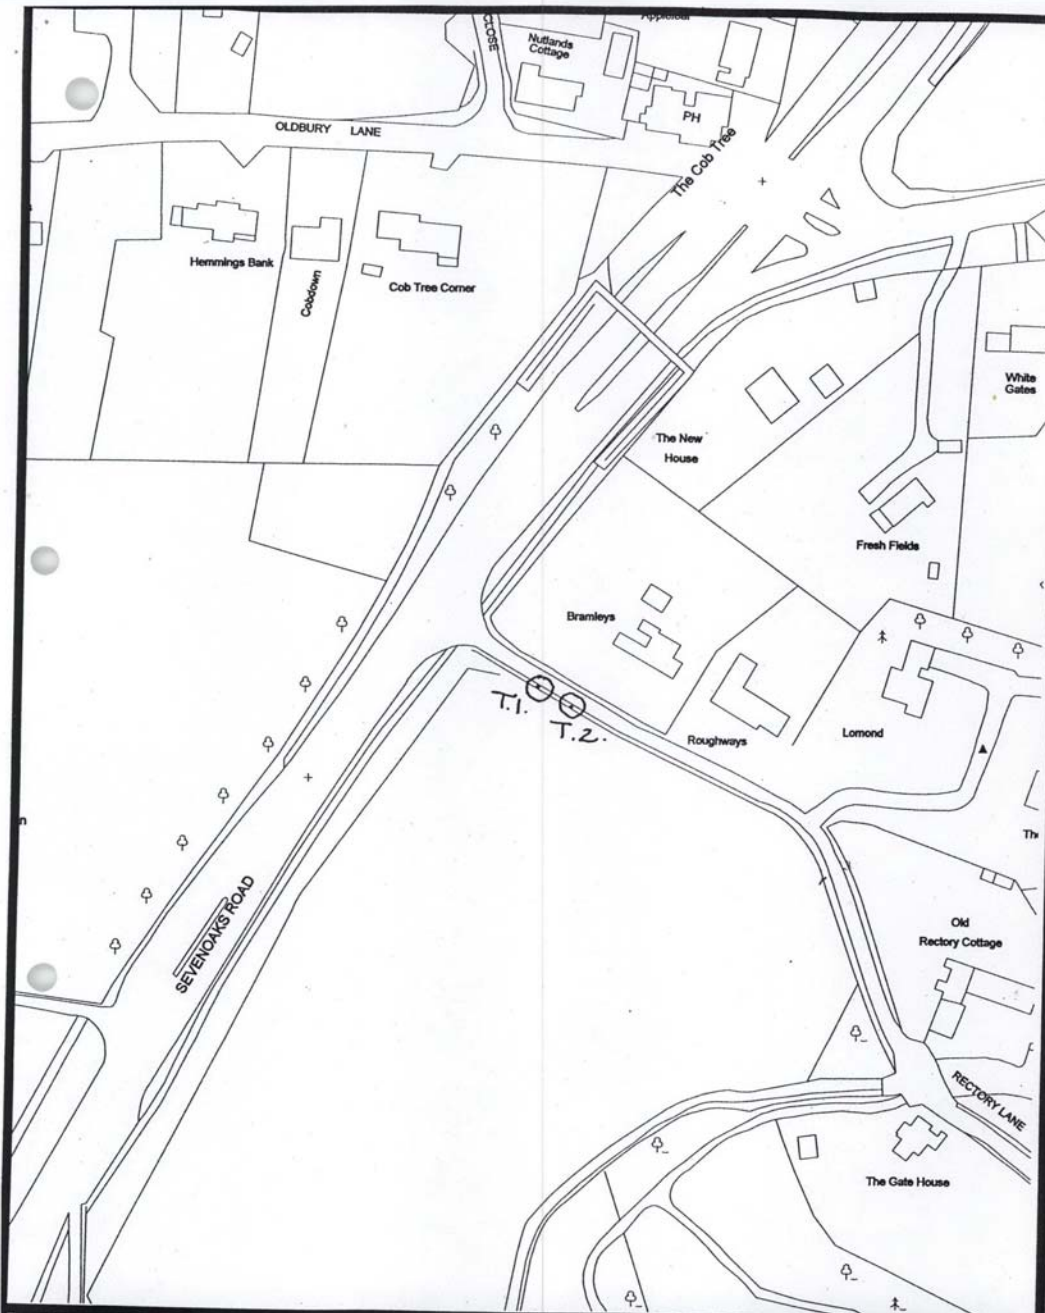 CLOSE
Nutlands
Cottage
PH
The Cob Tree
OLDBURY LANE
Hemmings Bank
Cobdown
Cob Tree Corner
White
Gates
The New
House
Fresh Fields
Bramleys
T.1.
T.2.
Roughways
Lomond
SEVENOAKS ROAD
Old
Rectory Cottage
RECTORY LANE
The Gate House